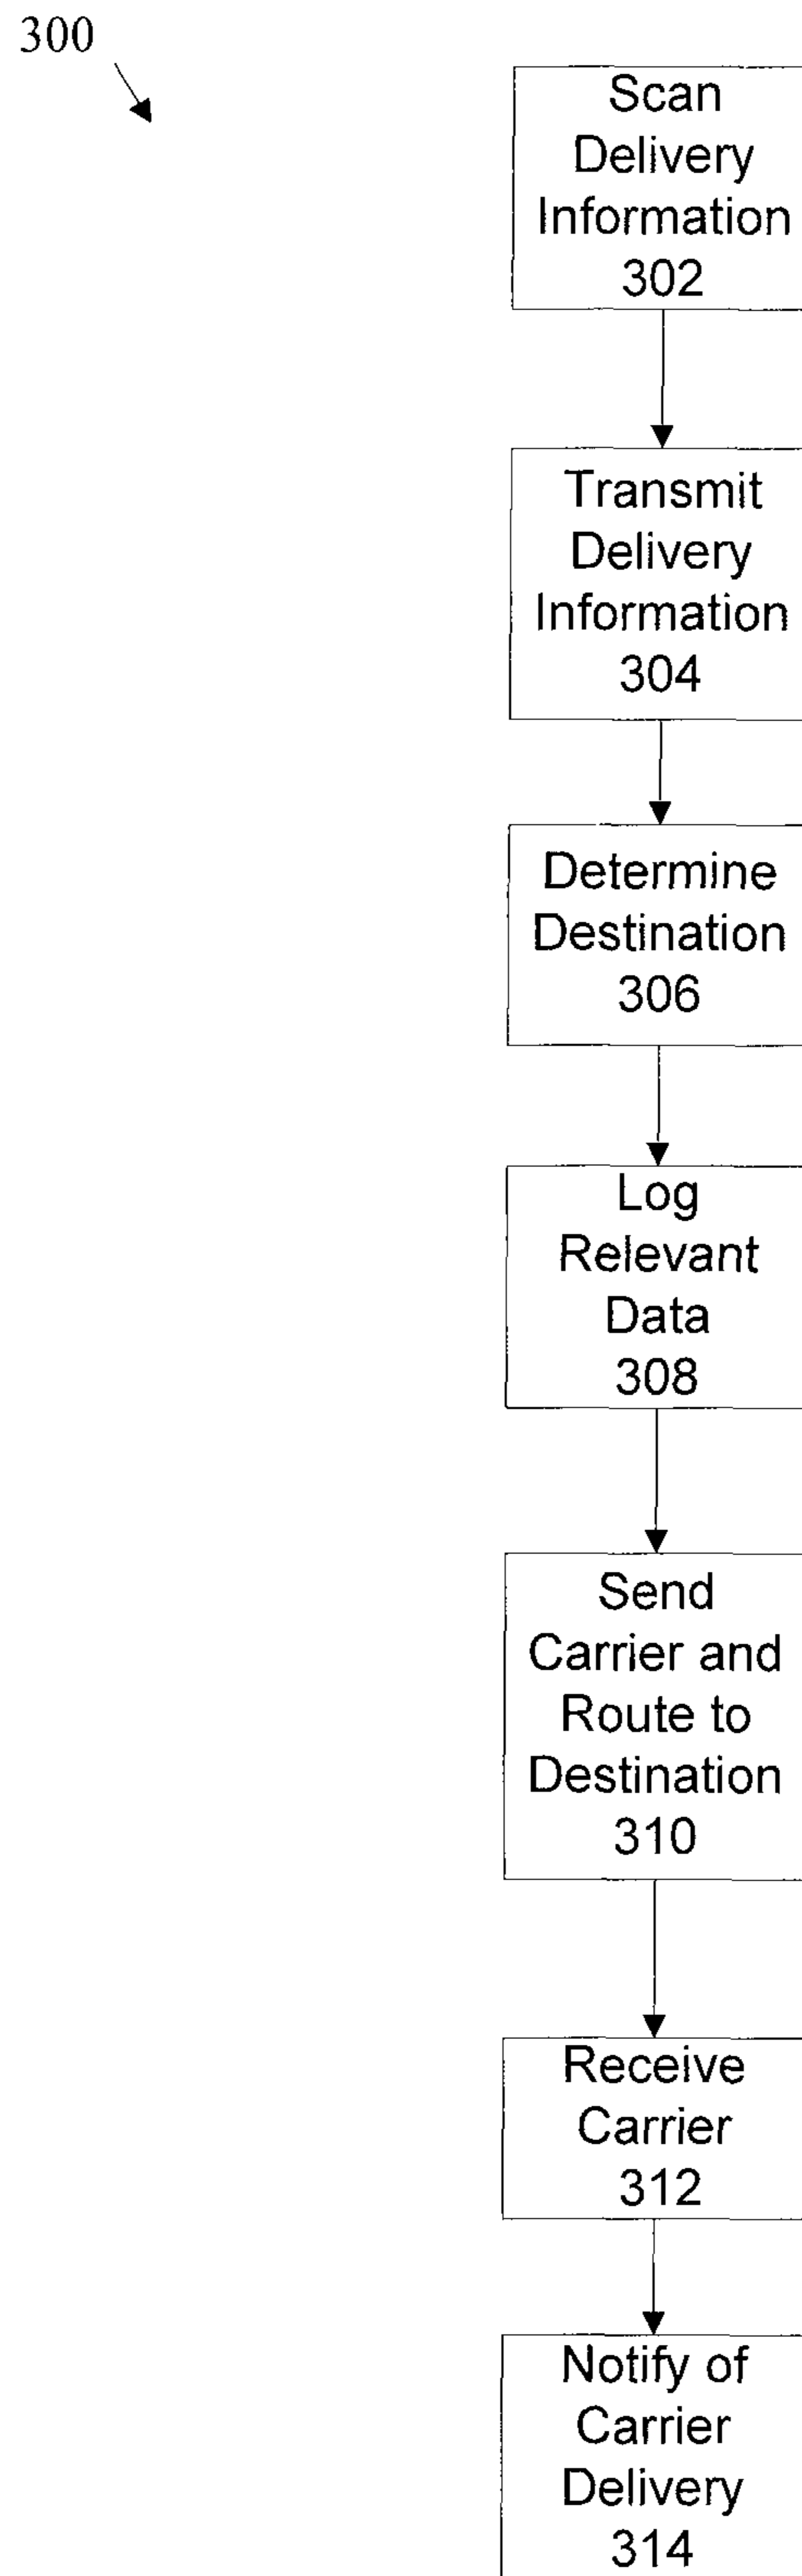 300
Scan
Delivery
Information
302
Transmit
Delivery
Information
304
Determine
Destination
306
Log
Relevant
Data
308
Send
Carrier and
Route to
Destination
310
Receive
Carrier
312
Notify of
Carrier
Delivery
314